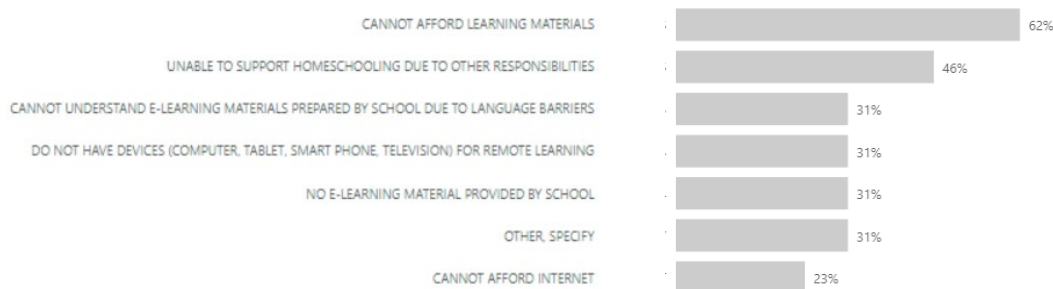 CANNOT AFFORD LEARNING MATERIALS 62%
UNABLE TO SUPPORT HOMESCHOOLING DUE TO OTHER RESPONSIBILITIES 46%
CANNOT UNDERSTAND E-LEARNING MATERIALS PREPARED BY SCHOOL DUE TO LANGUAGE BARRIERS 31%
DO NOT HAVE DEVICES (COMPUTER, TABLET, SMART PHONE, TELEVISION) FOR REMOTE LEARNING 31%
NO E-LEARNING MATERIAL PROVIDED BY SCHOOL 31%
OTHER, SPECIFY 31%
CANNOT AFFORD INTERNET 23%